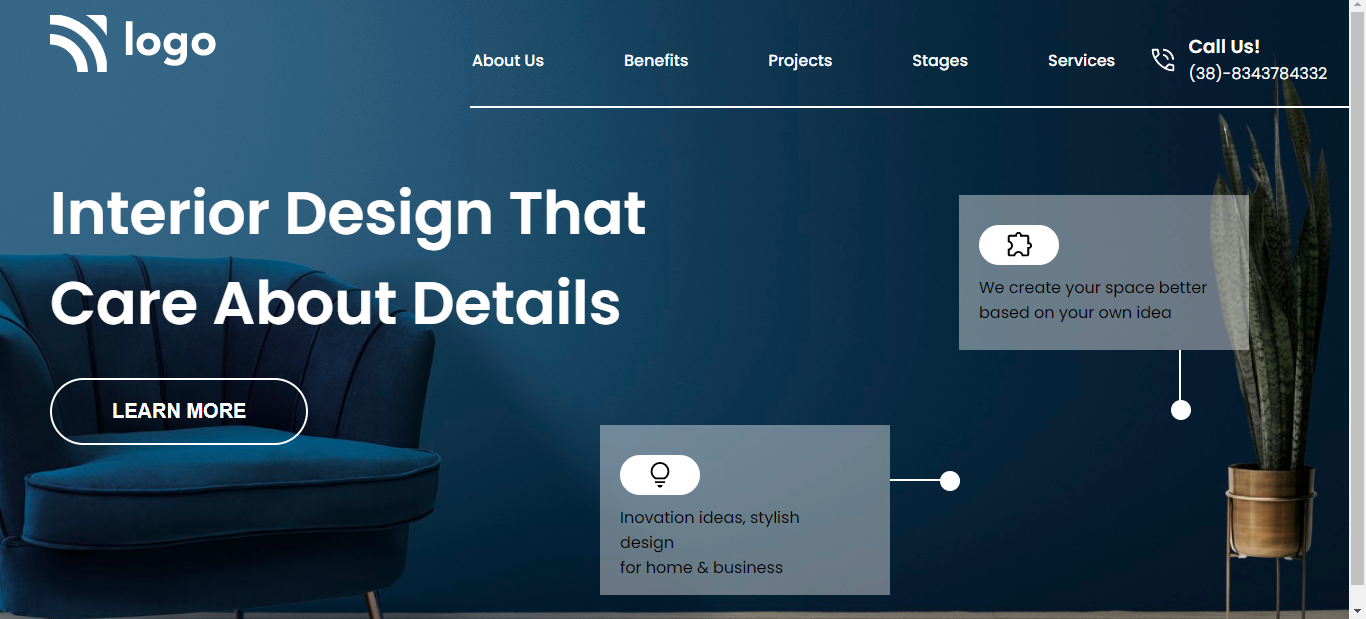 logo
About Us
Benefits
Projects
Stages
Services
Call Us!
(38)-8343784332
Interior Design That
Care About Details
LEARN MORE
We create your space better
based on your own idea
Inovation ideas, stylish
design
for home & business